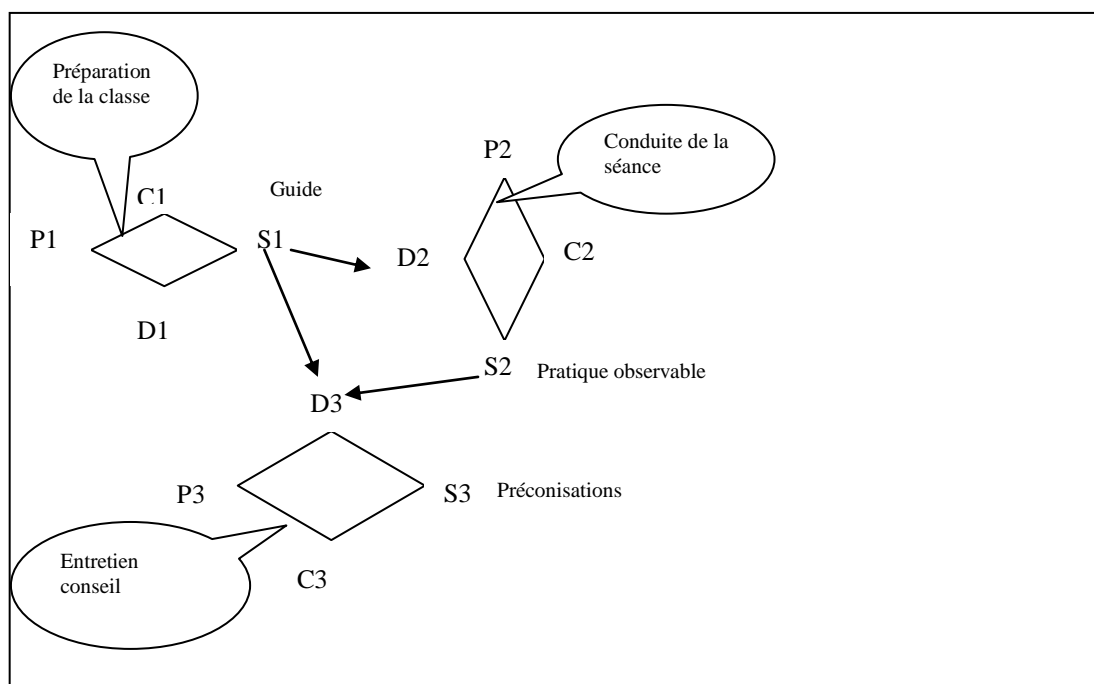 Préparation
de la classe
C1
Guide
P1
S1
D1
P2
Conduite de la
séance
D2
C2
S2
Pratique observable
D3
P3
S3
Préconisations
Entretien
conseil
C3